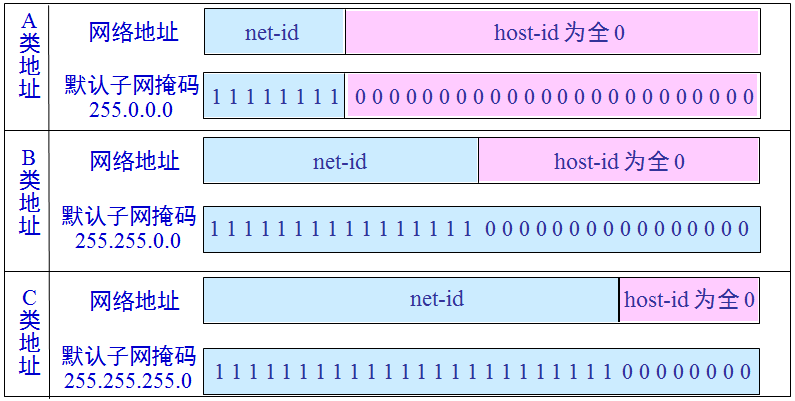 A类地址
网络地址
net-id
host-id 为全 0
默认子网掩码
255.0.0.0
1 1 1 1 1 1 1 1 0 0 0 0 0 0 0 0 0 0 0 0 0 0 0 0 0 0 0 0 0 0 0 0
B类地址
网络地址
net-id
host-id 为全 0
默认子网掩码
255.255.0.0
1 1 1 1 1 1 1 1 1 1 1 1 1 1 1 1 0 0 0 0 0 0 0 0 0 0 0 0 0 0 0 0
C类地址
网络地址
net-id
host-id 为全 0
默认子网掩码
255.255.255.0
1 1 1 1 1 1 1 1 1 1 1 1 1 1 1 1 1 1 1 1 1 1 1 1 0 0 0 0 0 0 0 0